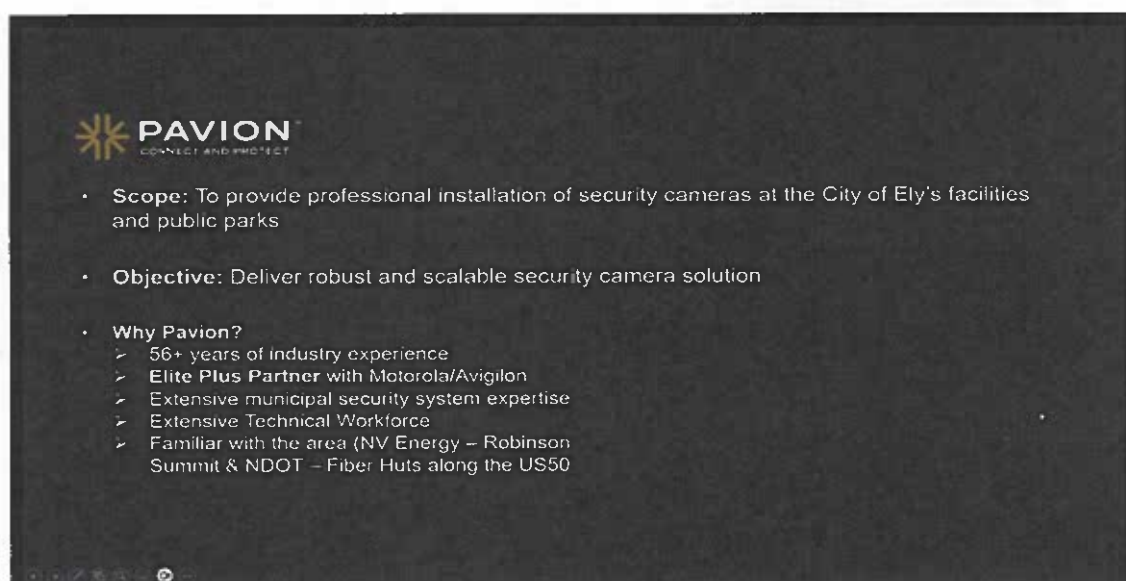 PAVION
CONNECT AND PROTECT
• Scope: To provide professional installation of security cameras at the City of Ely's facilities
and public parks
• Objective: Deliver robust and scalable security camera solution
• Why Pavion?
➢ 56+ years of industry experience
➢ Elite Plus Partner with Motorola/Avigilon
➢ Extensive municipal security system expertise
➢ Extensive Technical Workforce
➢ Familiar with the area (NV Energy – Robinson
Summit & NDOT – Fiber Huts along the US50